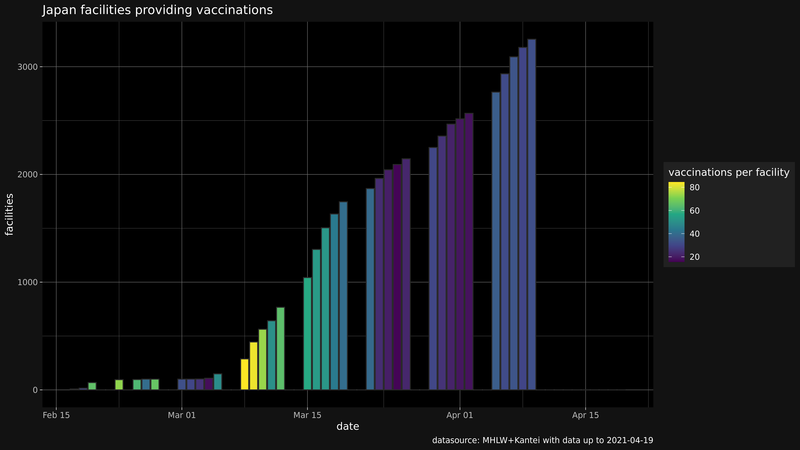 Japan facilities providing vaccinations
3000
2000
1000
0
facilities
Feb 15
Mar 01
Mar 15
Apr 01
Apr 15
date
vaccinations per facility
80
60
40
20
datasource: MHLW+Kantei with data up to 2021-04-19